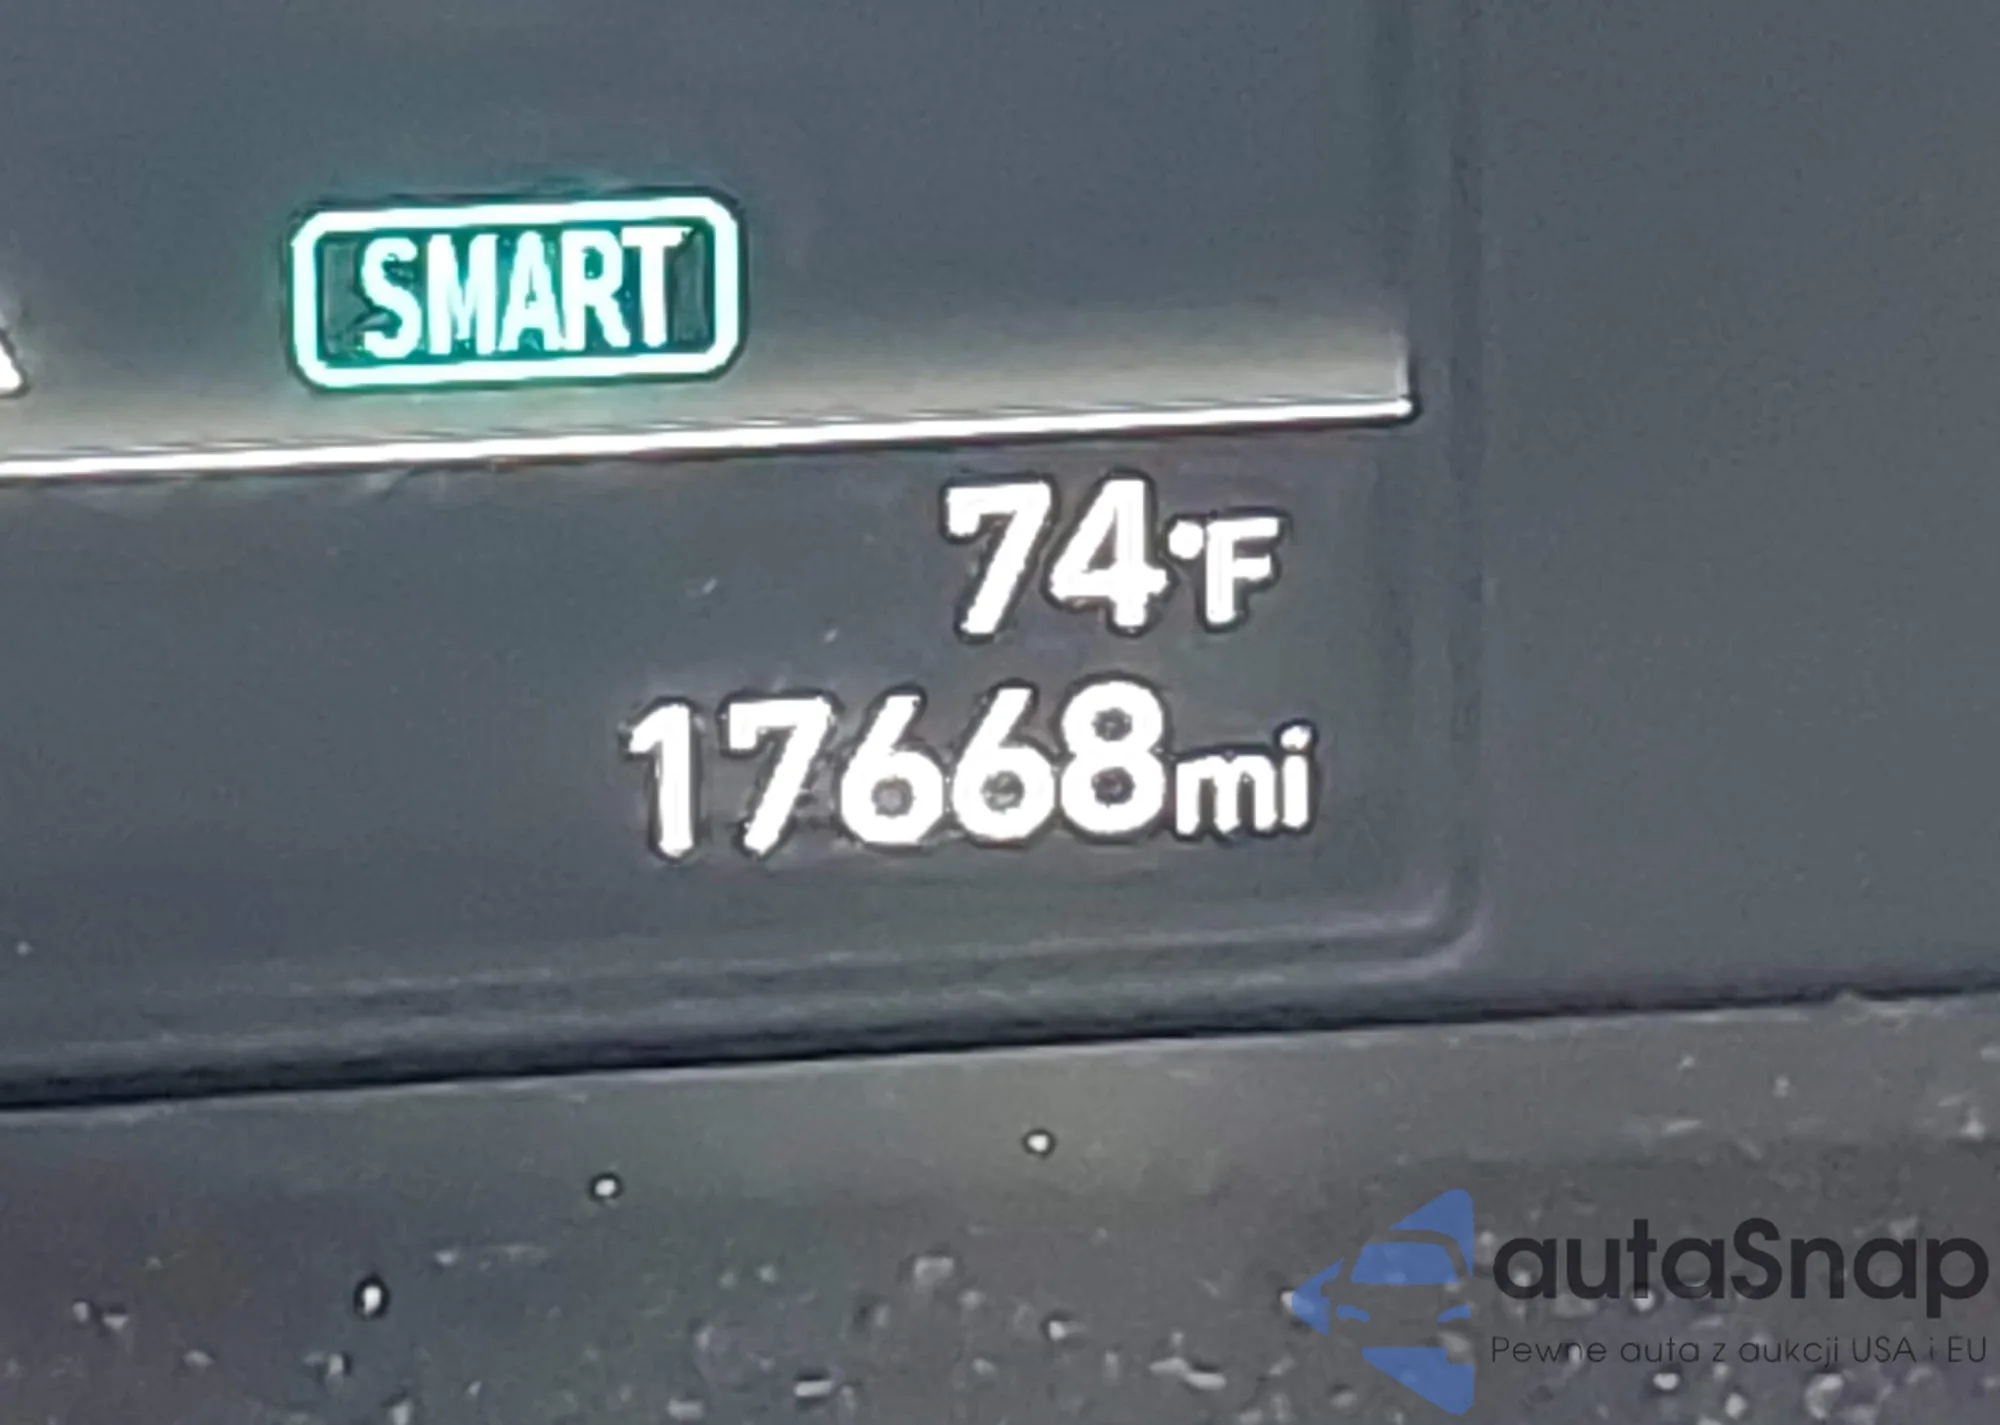 SMART
74°F
17668mi
autaSnap
Pewne auta z aukcji USA i EU